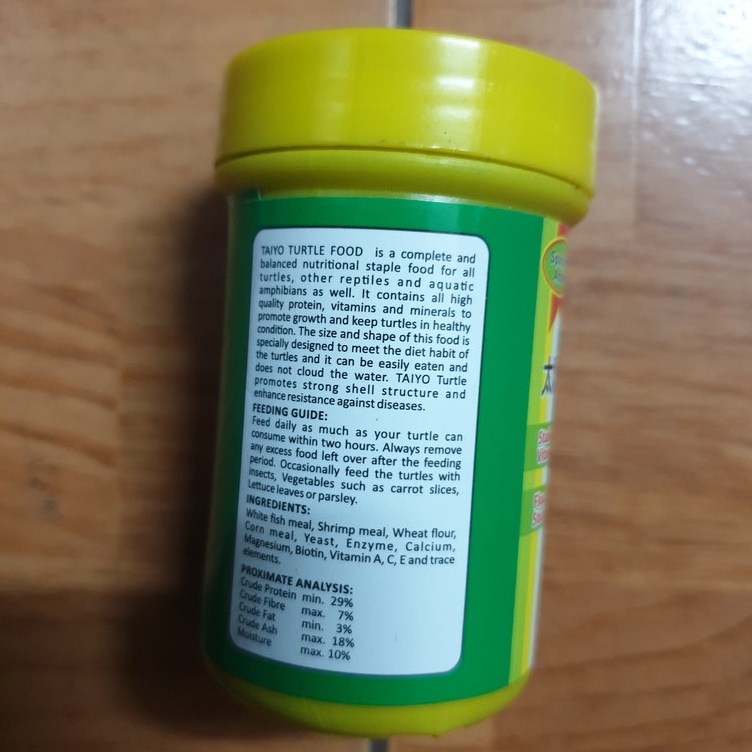 TAIYO TURTLE FOOD is a complete and
balanced nutritional staple food for all
turtles, other reptiles and aquatic
amphibians as well. It contains all high
quality protein, vitamins and minerals to
promote growth and keep turtles in healthy
condition. The size and shape of this food is
specially designed to meet the diet habit of
the turtles and it can be easily eaten and
does not cloud the water. TAIYO Turtle
promotes strong shell structure and
enhance resistance against diseases.
FEEDING GUIDE:
Feed daily as much as your turtle can
consume within two hours. Always remove
any excess food left over after the feeding
period. Occasionally feed the turtles with
insects, Vegetables such as carrot slices,
Lettuce leaves or parsley.
INGREDIENTS:
White fish meal, Shrimp meal, Wheat flour,
Corn meal, Yeast, Enzyme, Calcium,
Magnesium, Biotin, Vitamin A, C, E and trace
elements.
PROXIMATE ANALYSIS:
Crude Protein min. 29%
Crude Fibre max. 7%
Crude Fat min. 3%
Crude Ash max. 18%
Moisture max. 10%
太